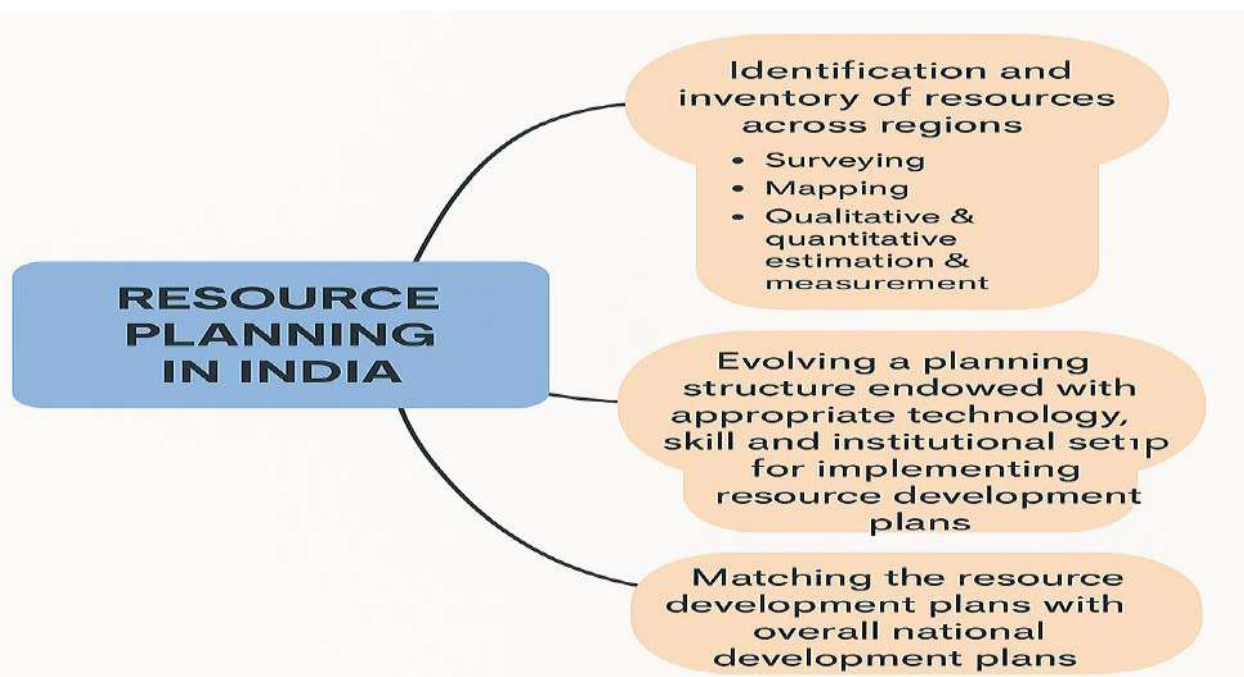 RESOURCE
PLANNING
IN INDIA
Identification and
inventory of resources
across regions
• Surveying
• Mapping
• Qualitative &
quantitative
estimation &
measurement
Evolving a planning
structure endowed with
appropriate technology,
skill and institutional set1p
for implementing
resource development
plans
Matching the resource
development plans with
overall national
development plans